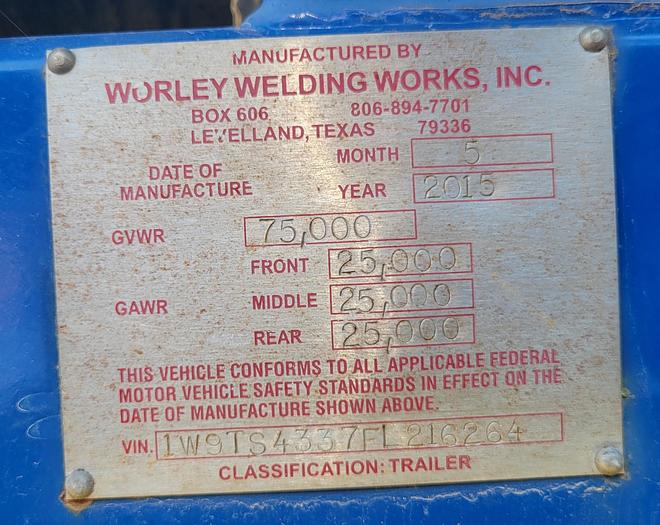 MANUFACTURED BY
WORLEY WELDING WORKS, INC.
BOX 606 806-894-7701
LEVELLAND, TEXAS 79336
MONTH 5
DATE OF
MANUFACTURE YEAR 2015
GVWR 75,000
FRONT 25,000
GAWR MIDDLE 25,000
REAR 25,000
THIS VEHICLE CONFORMS TO ALL APPLICABLE FEDERAL
MOTOR VEHICLE SAFETY STANDARDS IN EFFECT ON THE
DATE OF MANUFACTURE SHOWN ABOVE.
VIN. 1W9TS4337FL216264
CLASSIFICATION: TRAILER